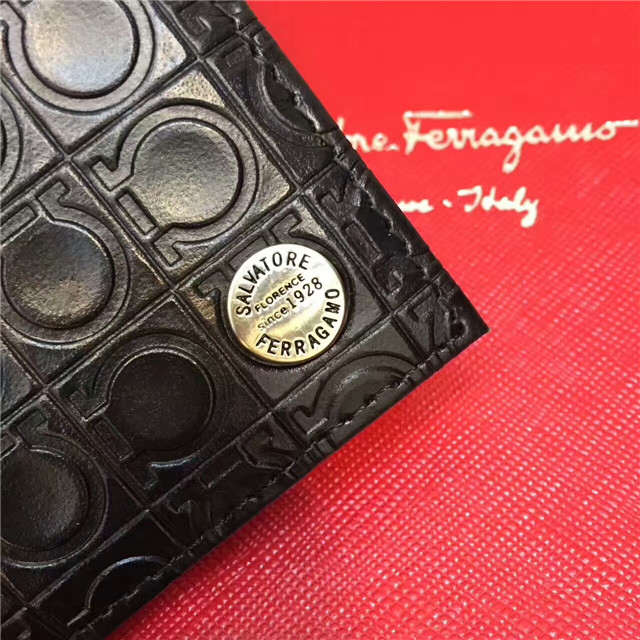 SALVATORE
FLORENCE
since 1928
FERRAGAMO
Ferragamo
Italy